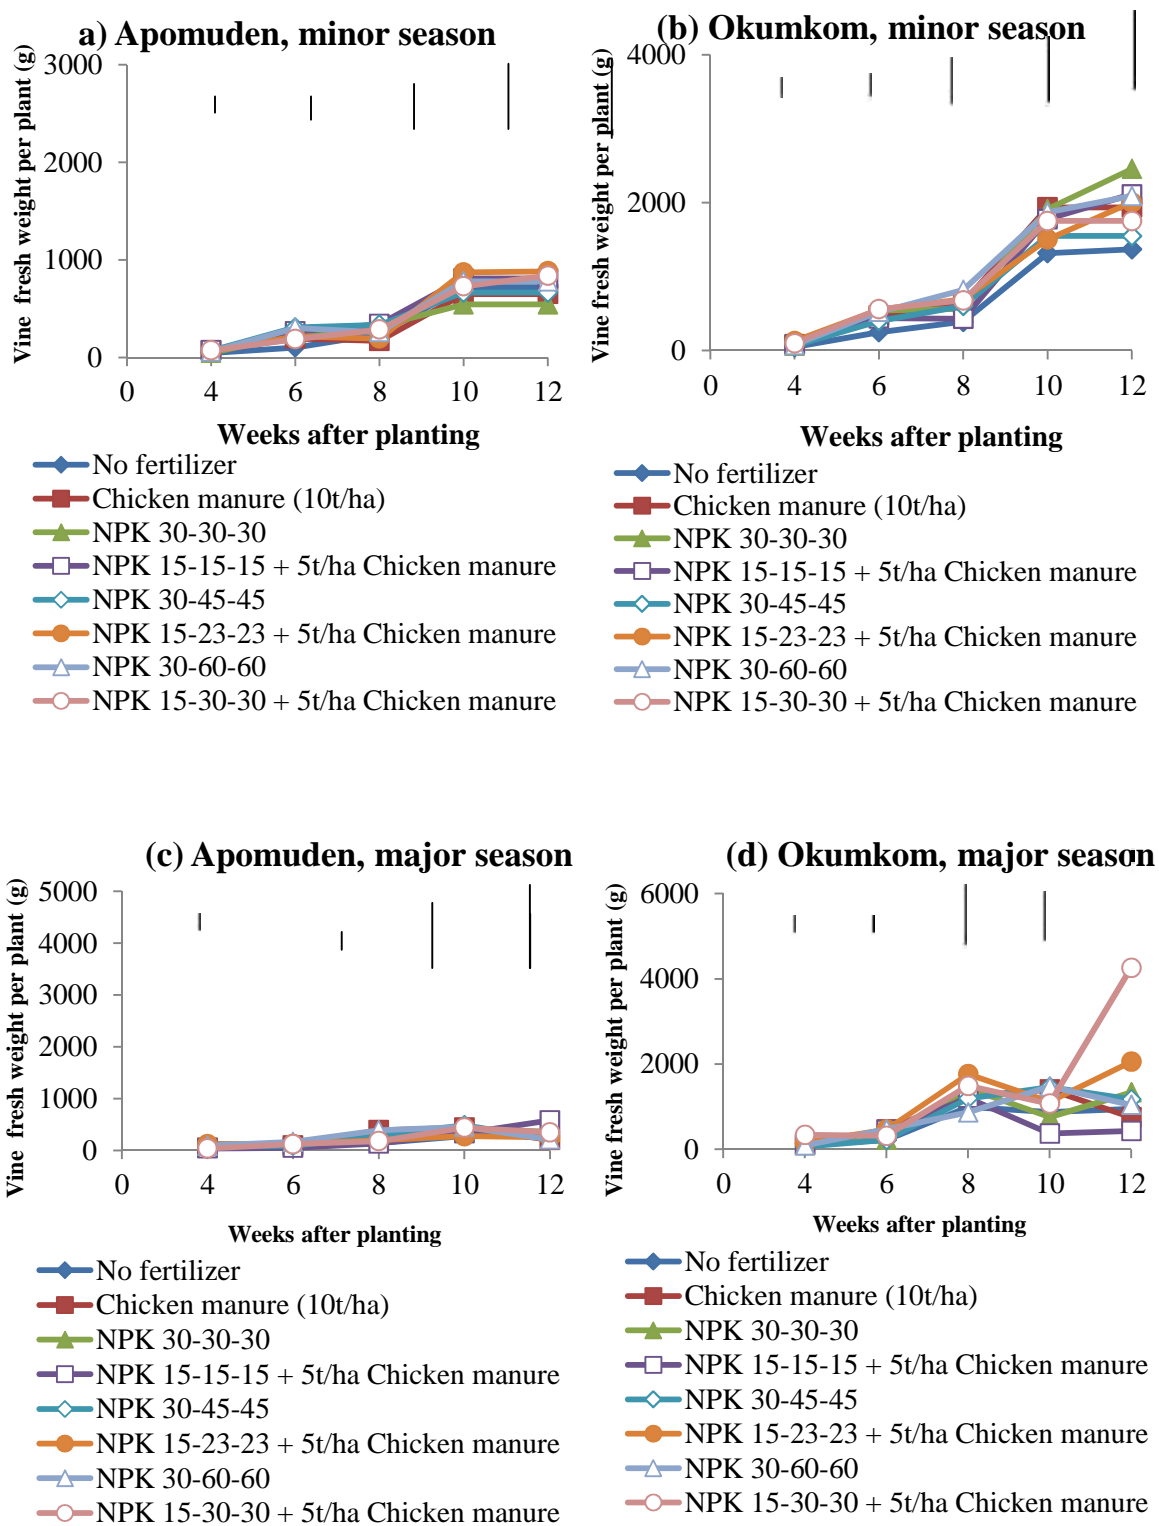 a) Apomuden, minor season
Vine fresh weight per plant (g)
3000
2000
1000
0
0 2 4 6 8 10 12
Weeks after planting
No fertilizer
Chicken manure (10t/ha)
NPK 30-30-30
NPK 15-15-15 + 5t/ha Chicken manure
NPK 30-45-45
NPK 15-23-23 + 5t/ha Chicken manure
NPK 30-60-60
NPK 15-30-30 + 5t/ha Chicken manure
(b) Okumkom, minor season
Vine fresh weight per plant (g)
4000
2000
0
0 2 4 6 8 10 12
Weeks after planting
No fertilizer
Chicken manure (10t/ha)
NPK 30-30-30
NPK 15-15-15 + 5t/ha Chicken manure
NPK 30-45-45
NPK 15-23-23 + 5t/ha Chicken manure
NPK 30-60-60
NPK 15-30-30 + 5t/ha Chicken manure
(c) Apomuden, major season
Vine fresh weight per plant (g)
5000
4000
3000
2000
1000
0
0 2 4 6 8 10 12
Weeks after planting
No fertilizer
Chicken manure (10t/ha)
NPK 30-30-30
NPK 15-15-15 + 5t/ha Chicken manure
NPK 30-45-45
NPK 15-23-23 + 5t/ha Chicken manure
NPK 30-60-60
NPK 15-30-30 + 5t/ha Chicken manure
(d) Okumkom, major season
Vine fresh weight per plant (g)
6000
4000
2000
0
0 2 4 6 8 10 12
Weeks after planting
No fertilizer
Chicken manure (10t/ha)
NPK 30-30-30
NPK 15-15-15 + 5t/ha Chicken manure
NPK 30-45-45
NPK 15-23-23 + 5t/ha Chicken manure
NPK 30-60-60
NPK 15-30-30 + 5t/ha Chicken manure